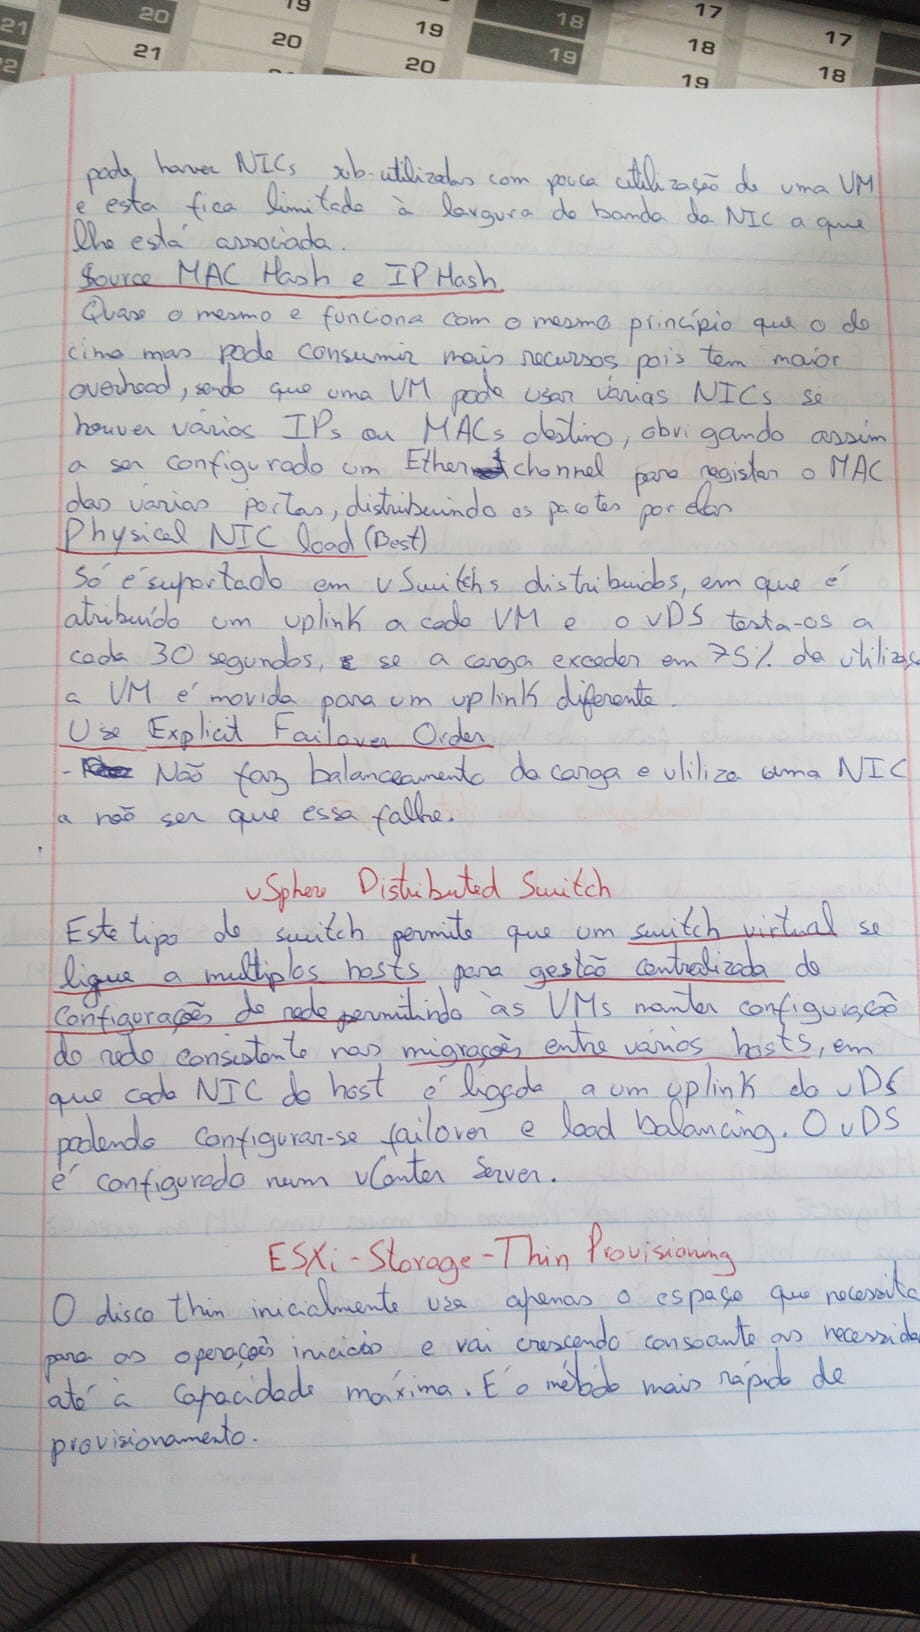 20 19 19 18 17 17
21
21 20 19 18 18
22 20 19
pode haver NICs sub-utilizadas com pouca utilização de uma VM
e esta fica limitada à largura de banda da NIC a que
lhe está associada.
Source MAC Hash e IP Hash
Quase o mesmo e funciona com o mesmo princípio que o de
cima mas pode consumir mais recursos pois tem maior
overhead, sendo que uma VM pode usar várias NICs se
houver vários IPs ou MACs destino, obrigando assim
a ser configurado um Ether channel para registar o MAC
das várias portas, distribuindo os pacotes por elas
Physical NIC load (Best)
Só é suportado em vSwitchs distribuidos, em que é
atribuído um uplink a cada VM e o vDS testa-os a
cada 30 segundos, se a carga exceder em 75% da utilizaç
a VM é movida para um uplink diferente.
Use Explicit Failover Order
- Não faz balanceamento da carga e utiliza uma NIC
a não ser que essa falhe.
vSphere Distributed Switch
Este tipo de switch permite que um switch virtual se
ligue a multiplos hosts para gestão centralizada de
configurações de rede permitindo às VMs manter configuração
de rede consistente nas migrações entre vários hosts, em
que cada NIC do host é ligada a um uplink do vDS
podendo configurar-se failover e load balancing. O vDS
é configurado num vCenter Server.
ESXi - Storage - Thin Provisioning
O disco thin inicialmente usa apenas o espaço que necessita
para as operações iniciais e vai crescendo consoante as necessida
até à capacidade máxima. É o método mais rápido de
provisionamento.